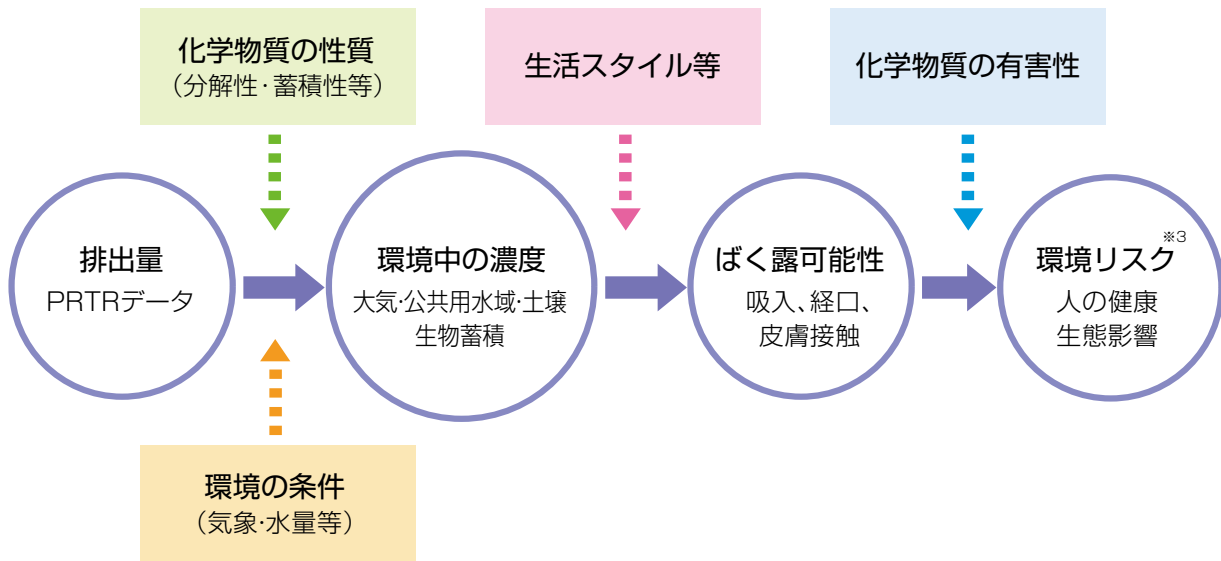 化学物質の性質
（分解性・蓄積性等）
生活スタイル等
化学物質の有害性
排出量
PRTRデータ
環境中の濃度
大気・公共用水域・土壌
生物蓄積
ばく露可能性
吸入、経口、
皮膚接触
環境リスク※3
人の健康
生態影響
環境の条件
（気象・水量等）